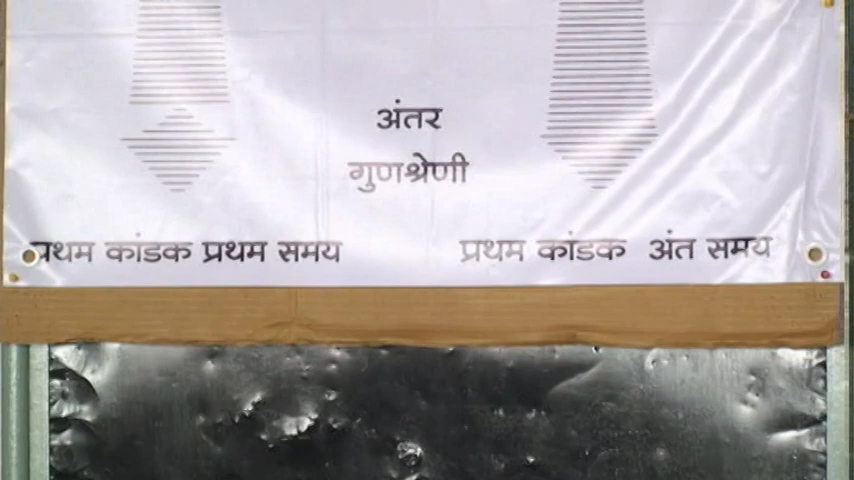 अंतर
गुणश्रेणी
प्रथम कांडक प्रथम समय
प्रथम कांडक अंत समय